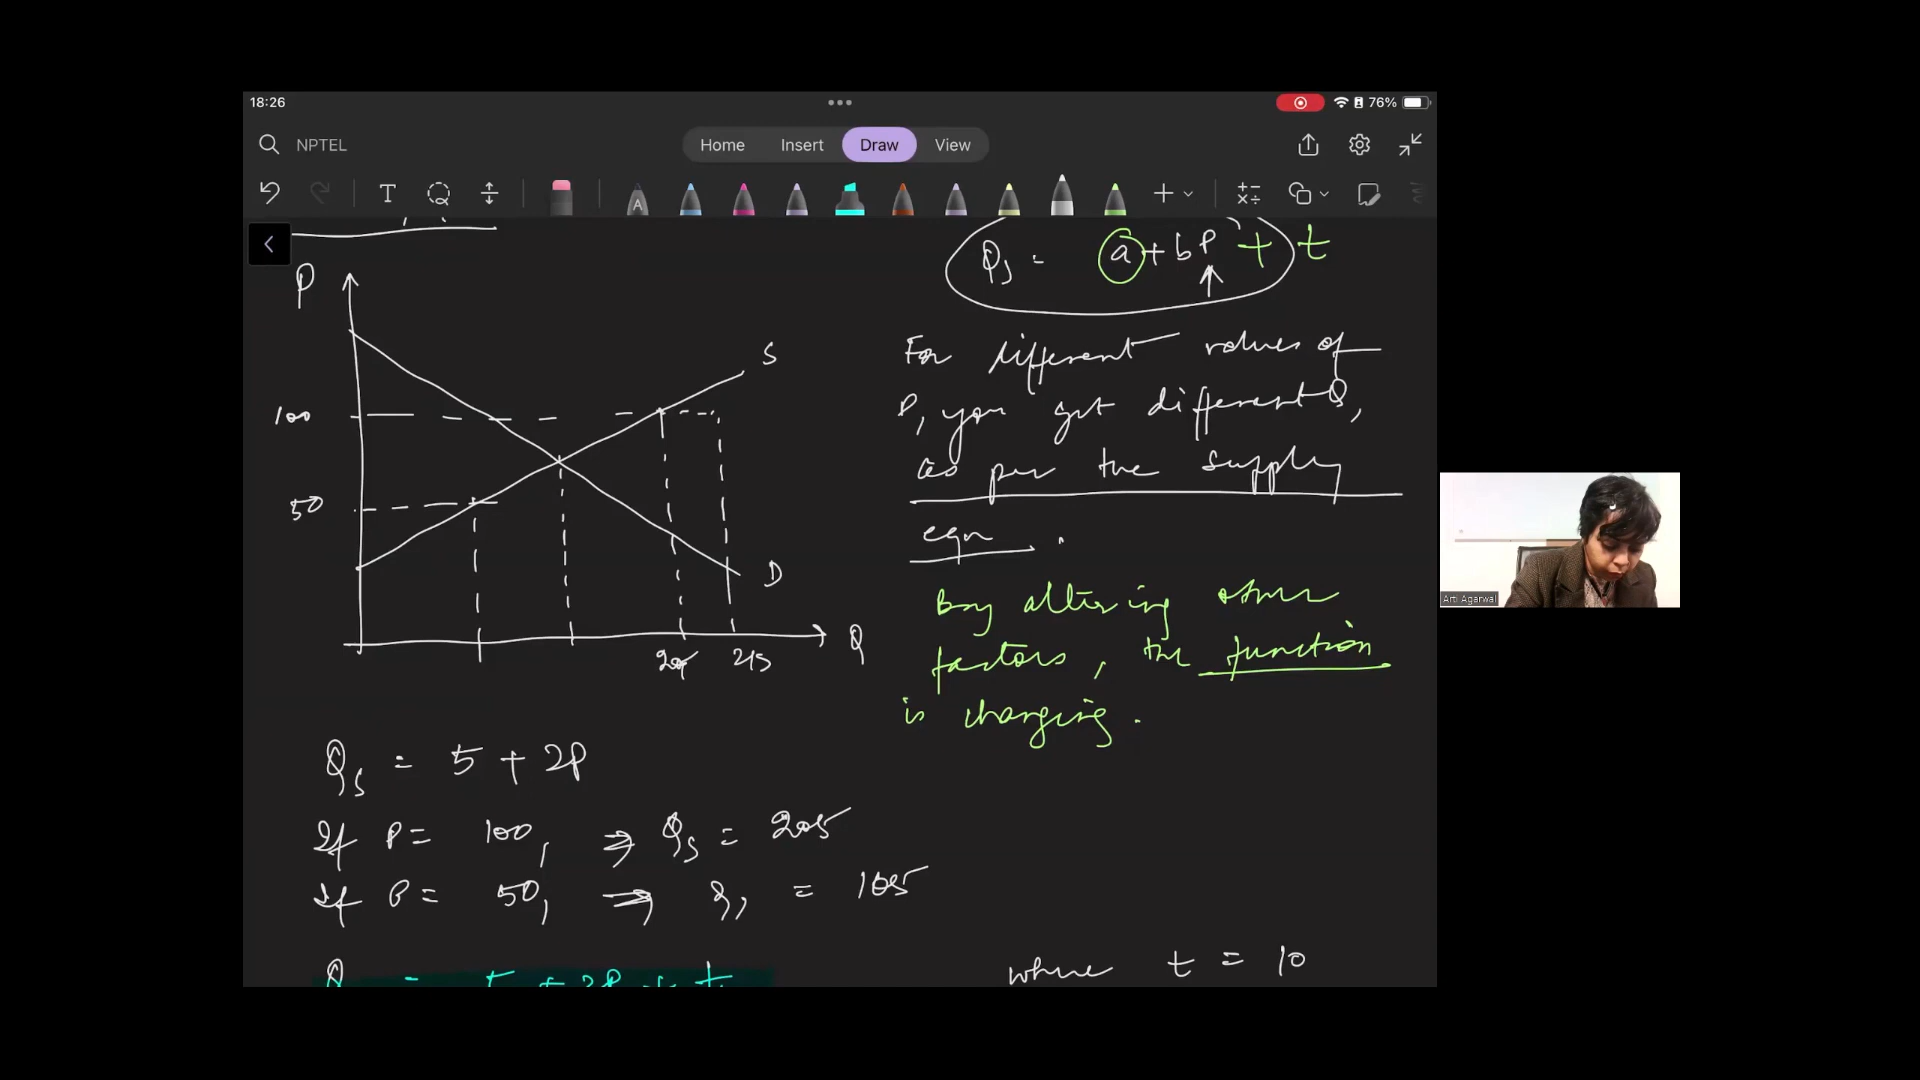 18:26
76%
NPTEL
Home Insert Draw View
A
Qs = a + bP + t
P
S
100
50
D
Q
205 215
For different values of
P, you get different Q,
as per the supply
eqn.
By altering other
factors, the function
is changing.
Qs = 5 + 2P
If P = 100, ⇒ Qs = 205
If P = 50, ⇒ Qs = 105
where t = 10
Arti Agarwal